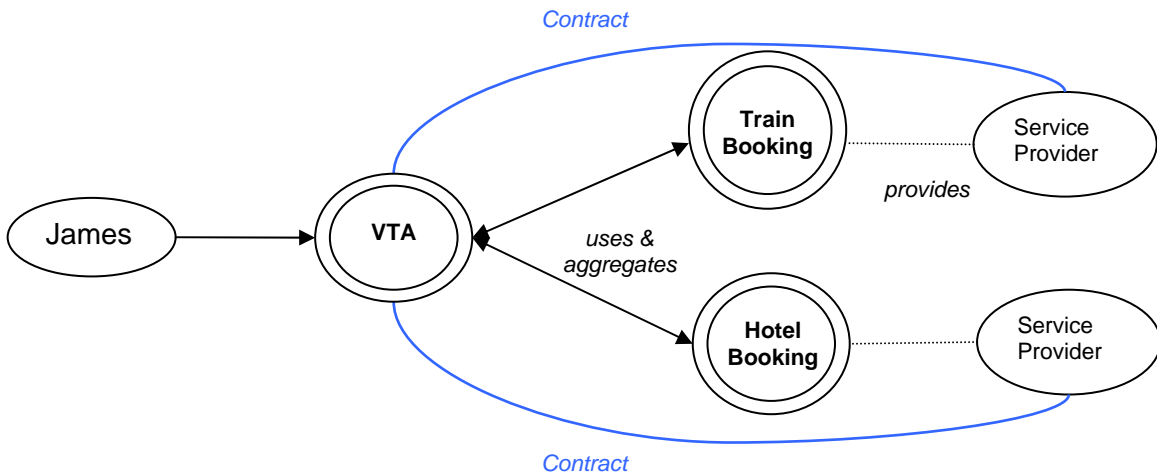 Contract
Train
Booking
Service
Provider
provides
James
VTA
uses &
aggregates
Hotel
Booking
Service
Provider
Contract